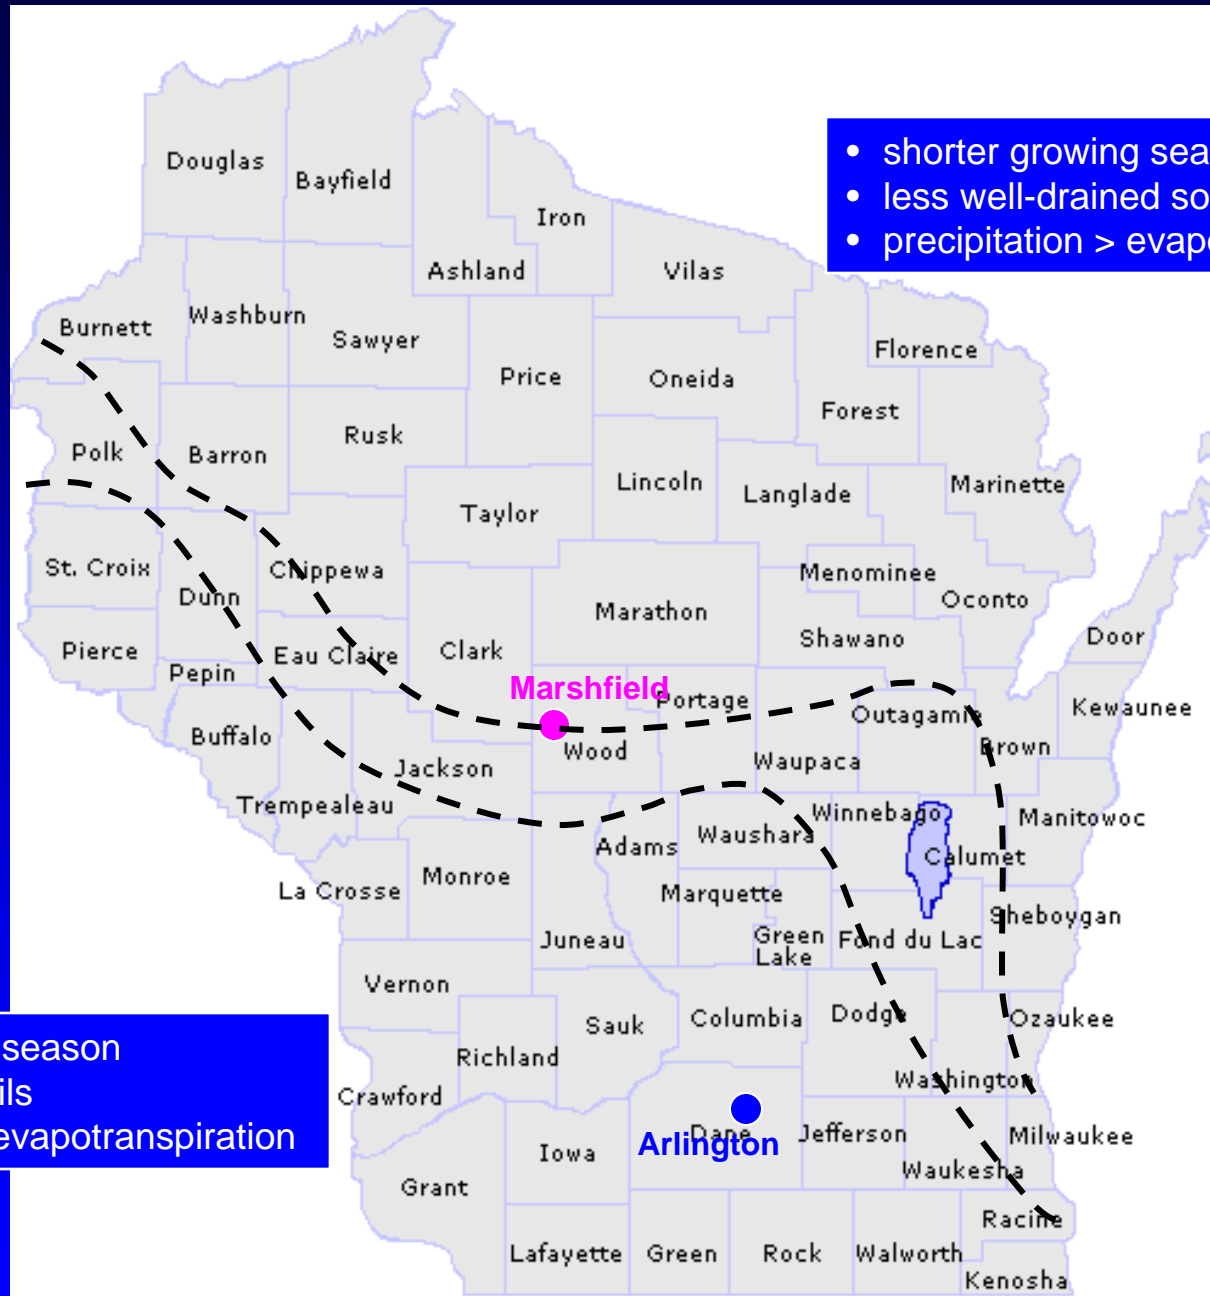 • shorter growing sea
• less well-drained so
• precipitation > evap
Douglas
Bayfield
Iron
Ashland
Vilas
Burnett
Washburn
Sawyer
Price
Oneida
Florence
Forest
Polk
Barron
Rusk
Lincoln
Langlade
Marinette
Taylor
St. Croix
Dunn
Chippewa
Marathon
Menominee
Oconto
Pierce
Pepin
Eau Claire
Clark
Shawano
Door
Marshfield
Portage
Outagamie
Kewaunee
Buffalo
Jackson
Wood
Waupaca
Brown
Trempealeau
Adams
Waushara
Winnebago
Manitowoc
Calumet
La Crosse
Monroe
Marquette
Juneau
Green
Lake
Fond du Lac
Sheboygan
Vernon
Sauk
Columbia
Dodge
Ozaukee
season
ils
evapotranspiration
Richland
Crawford
Washington
Dane
Arlington
Iowa
Jefferson
Milwaukee
Waukesha
Grant
Racine
Lafayette
Green
Rock
Walworth
Kenosha